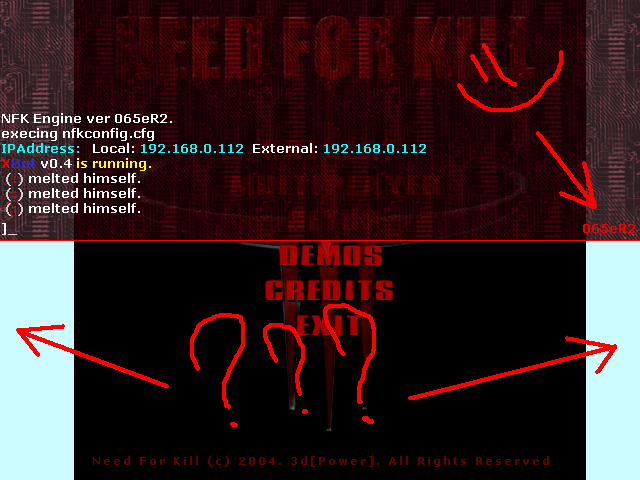 NEED FOR KILL
NFK Engine ver 065eR2.
execing nfkconfig.cfg
IPAddress: Local: 192.168.0.112 External: 192.168.0.112
XBot v0.4 is running.
(:) melted himself.
(:) melted himself.
(:) melted himself.
]_
065eR2
DEMOS
CREDITS
EXIT
???
Need For Kill (c) 2004. 3d[Power]. All Rights Reserved